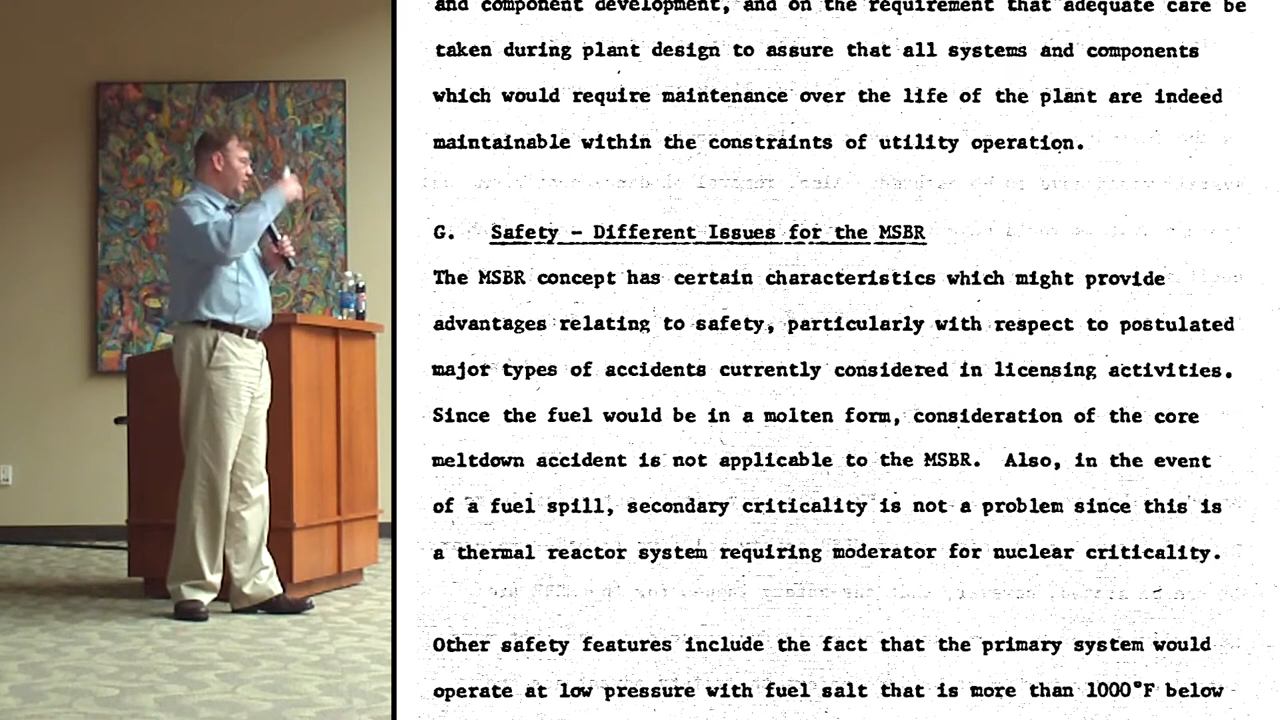 and component development, and on the requirement that adequate care be
taken during plant design to assure that all systems and components
which would require maintenance over the life of the plant are indeed
maintainable within the constraints of utility operation.
G. Safety - Different Issues for the MSBR
The MSBR concept has certain characteristics which might provide
advantages relating to safety, particularly with respect to postulated
major types of accidents currently considered in licensing activities.
Since the fuel would be in a molten form, consideration of the core
meltdown accident is not applicable to the MSBR. Also, in the event
of a fuel spill, secondary criticality is not a problem since this is
a thermal reactor system requiring moderator for nuclear criticality.
Other safety features include the fact that the primary system would
operate at low pressure with fuel salt that is more than 1000°F below